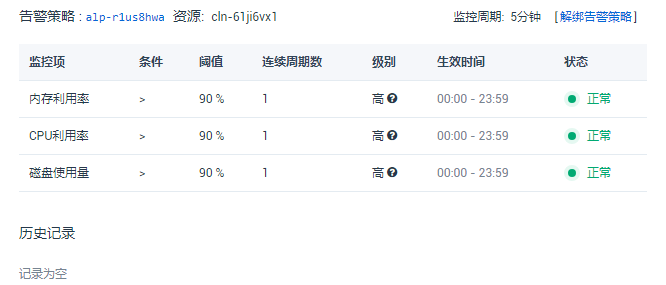 告警策略 : alp-r1us8hwa 资源: cln-61ji6vx1 监控周期: 5分钟 [解绑告警策略]
监控项 条件 阈值 连续周期数 级别 生效时间 状态
内存利用率 > 90 % 1 高 ? 00:00 - 23:59 正常
CPU利用率 > 90 % 1 高 ? 00:00 - 23:59 正常
磁盘使用量 > 90 % 1 高 ? 00:00 - 23:59 正常
历史记录
记录为空